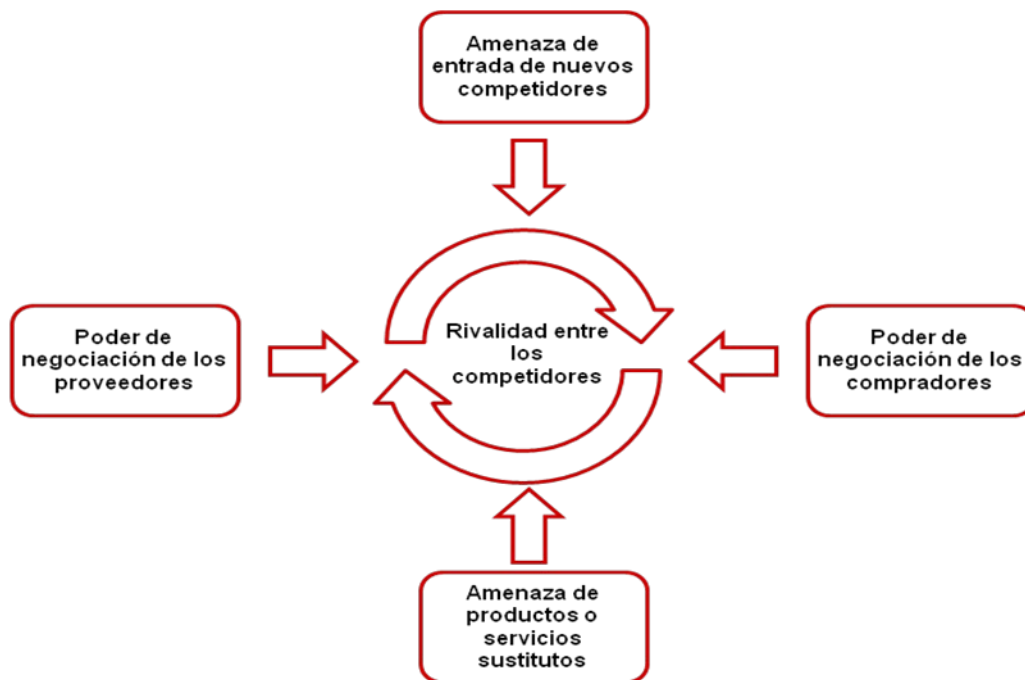 Amenaza de
entrada de nuevos
competidores
Poder de
negociación de los
proveedores
Rivalidad entre
los
competidores
Poder de
negociación de los
compradores
Amenaza de
productos o
servicios
sustitutos